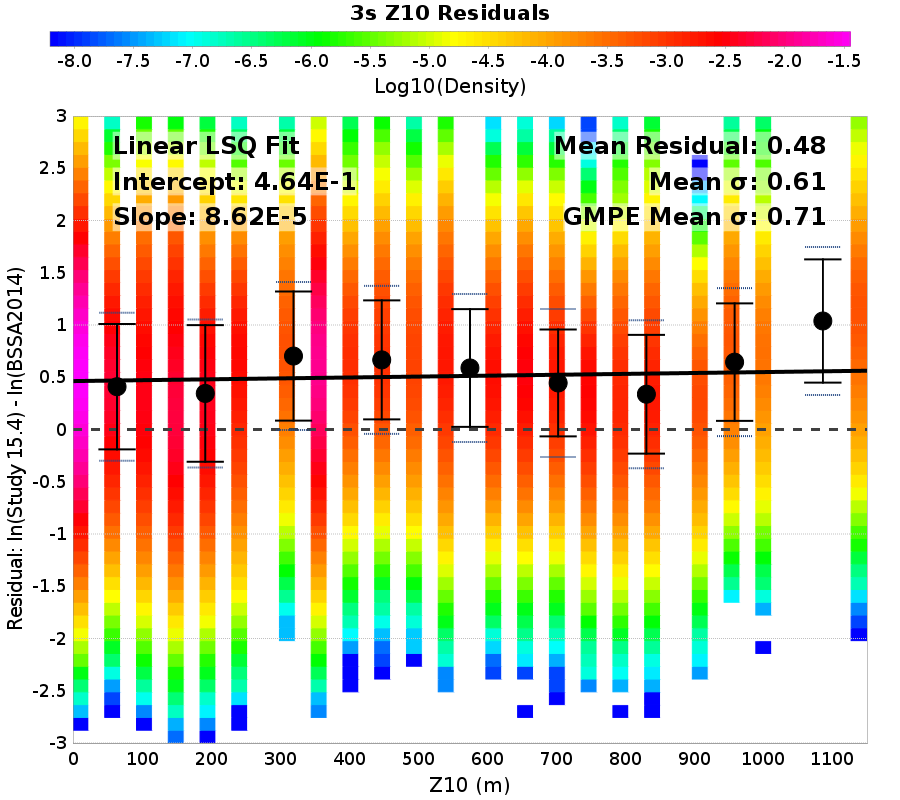 3s Z10 Residuals
-8.0 -7.5 -7.0 -6.5 -6.0 -5.5 -5.0 -4.5 -4.0 -3.5 -3.0 -2.5 -2.0 -1.5
Log10(Density)
Linear LSQ Fit
Intercept: 4.64E-1
Slope: 8.62E-5
Mean Residual: 0.48
Mean σ: 0.61
GMPE Mean σ: 0.71
Residual: ln(Study 15.4) - ln(BSSA2014)
3
2.5
2
1.5
1
0.5
0
-0.5
-1
-1.5
-2
-2.5
-3
0 100 200 300 400 500 600 700 800 900 1000 1100
Z10 (m)